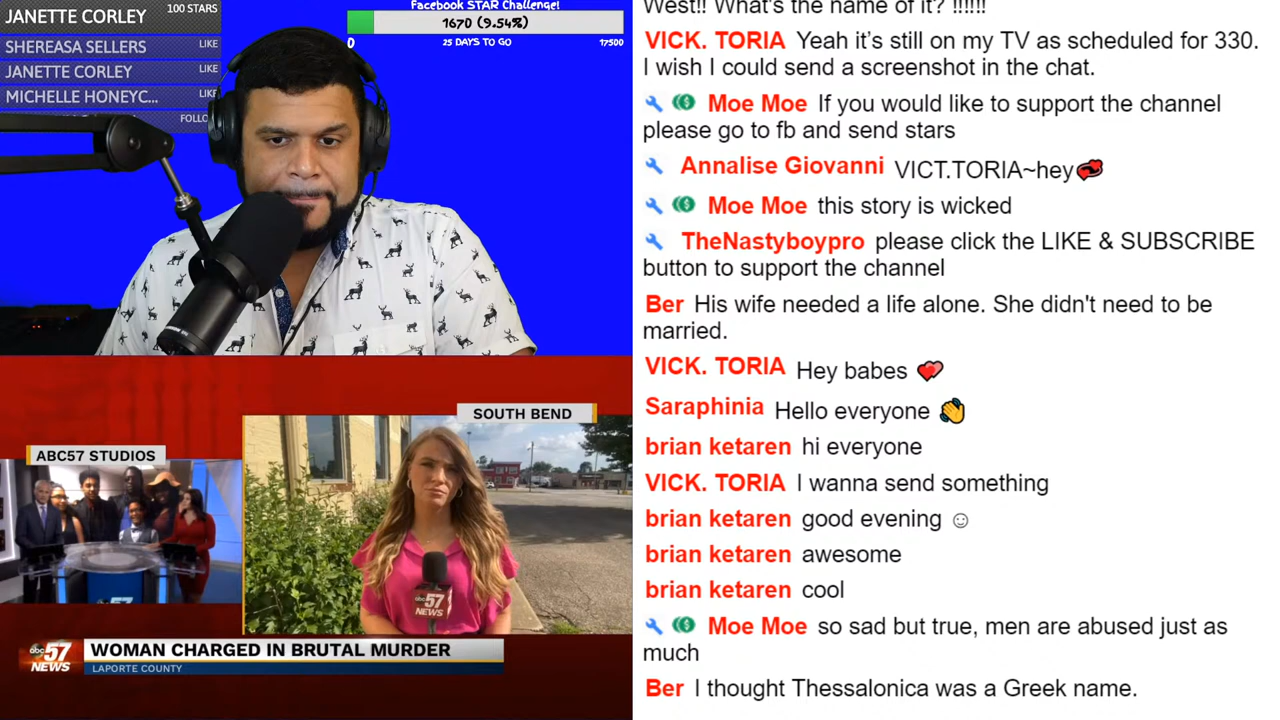 JANETTE CORLEY 100 STARS
SHEREASA SELLERS LIKE
JANETTE CORLEY LIKE
MICHELLE HONEYC... LIKE
FOLLO
Facebook STAR Challenge!
1670 (9.54%)
0 25 DAYS TO GO 17500
SOUTH BEND
ABC57 STUDIOS
abc 57 NEWS
abc 57 NEWS
WOMAN CHARGED IN BRUTAL MURDER
LAPORTE COUNTY
West!! What's the name of it? !!!!!!
VICK. TORIA Yeah it's still on my TV as scheduled for 330.
I wish I could send a screenshot in the chat.
Moe Moe If you would like to support the channel
please go to fb and send stars
Annalise Giovanni VICT.TORIA~hey💞
Moe Moe this story is wicked
TheNastyboypro please click the LIKE & SUBSCRIBE
button to support the channel
Ber His wife needed a life alone. She didn't need to be
married.
VICK. TORIA Hey babes 💕
Saraphinia Hello everyone 👏
brian ketaren hi everyone
VICK. TORIA I wanna send something
brian ketaren good evening ☺
brian ketaren awesome
brian ketaren cool
Moe Moe so sad but true, men are abused just as
much
Ber I thought Thessalonica was a Greek name.